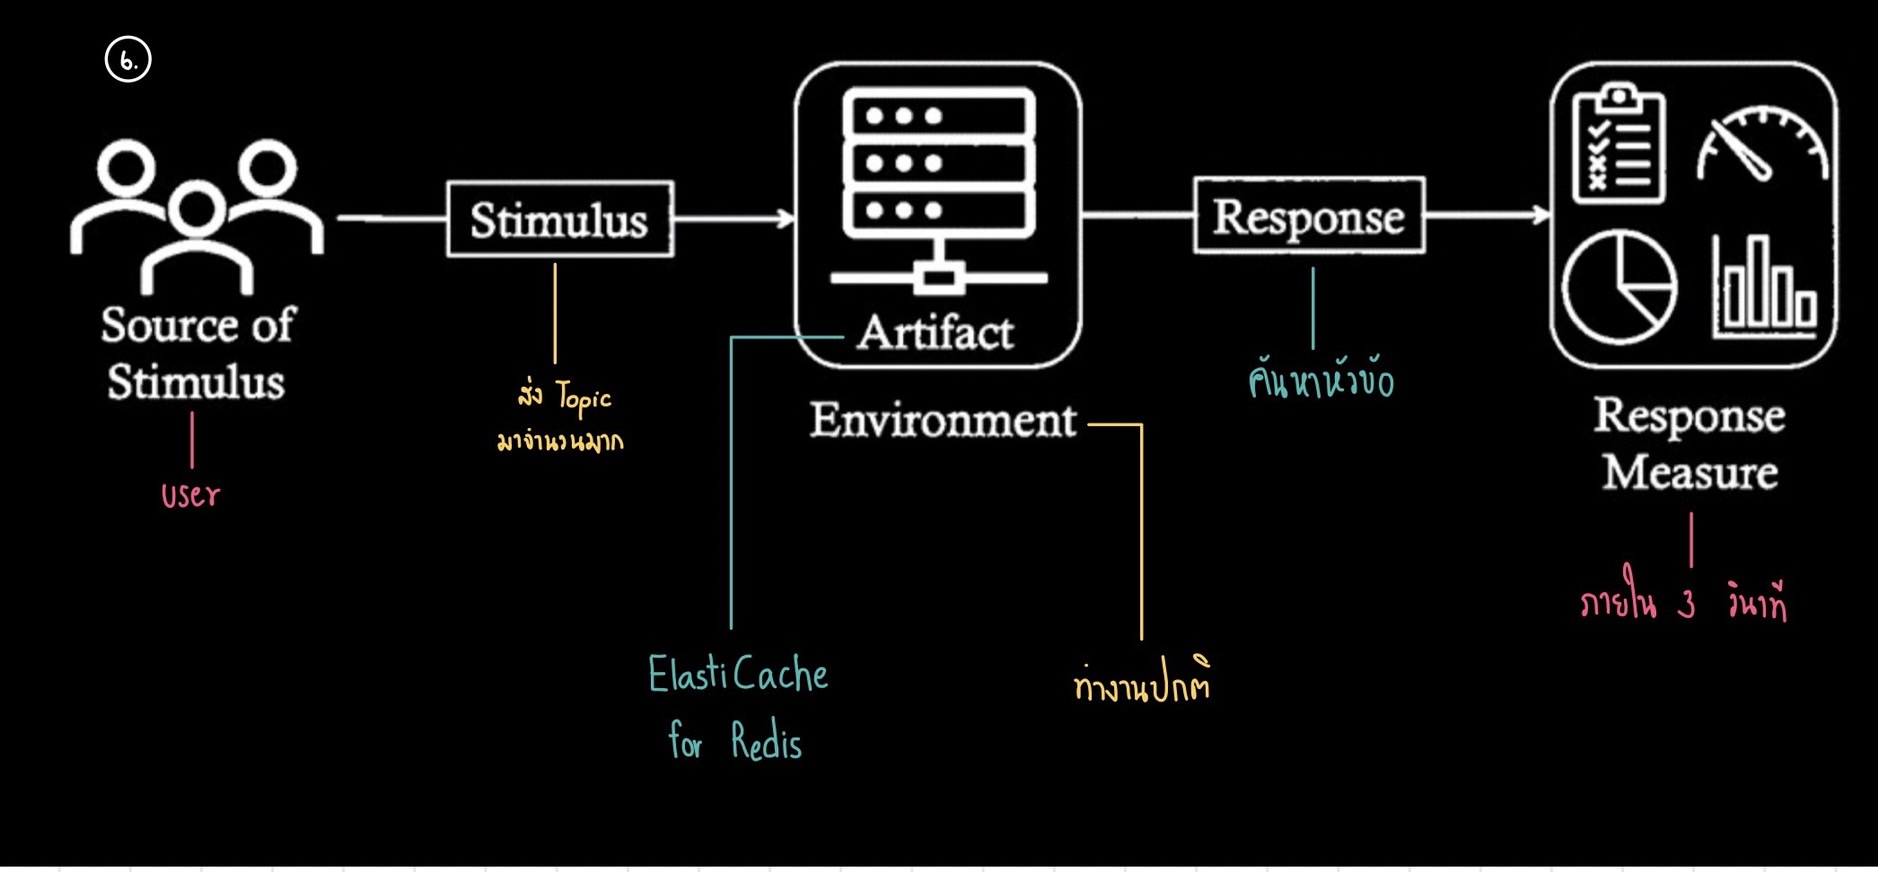 6.
Stimulus
Response
Source of
Stimulus
Artifact
Environment
Response
Measure
user
สั่ง Topic
มาจำนวนมาก
ElastiCache
for Redis
ทำงานปกติ
ค้นหาหัวข้อ
ภายใน 3 วินาที